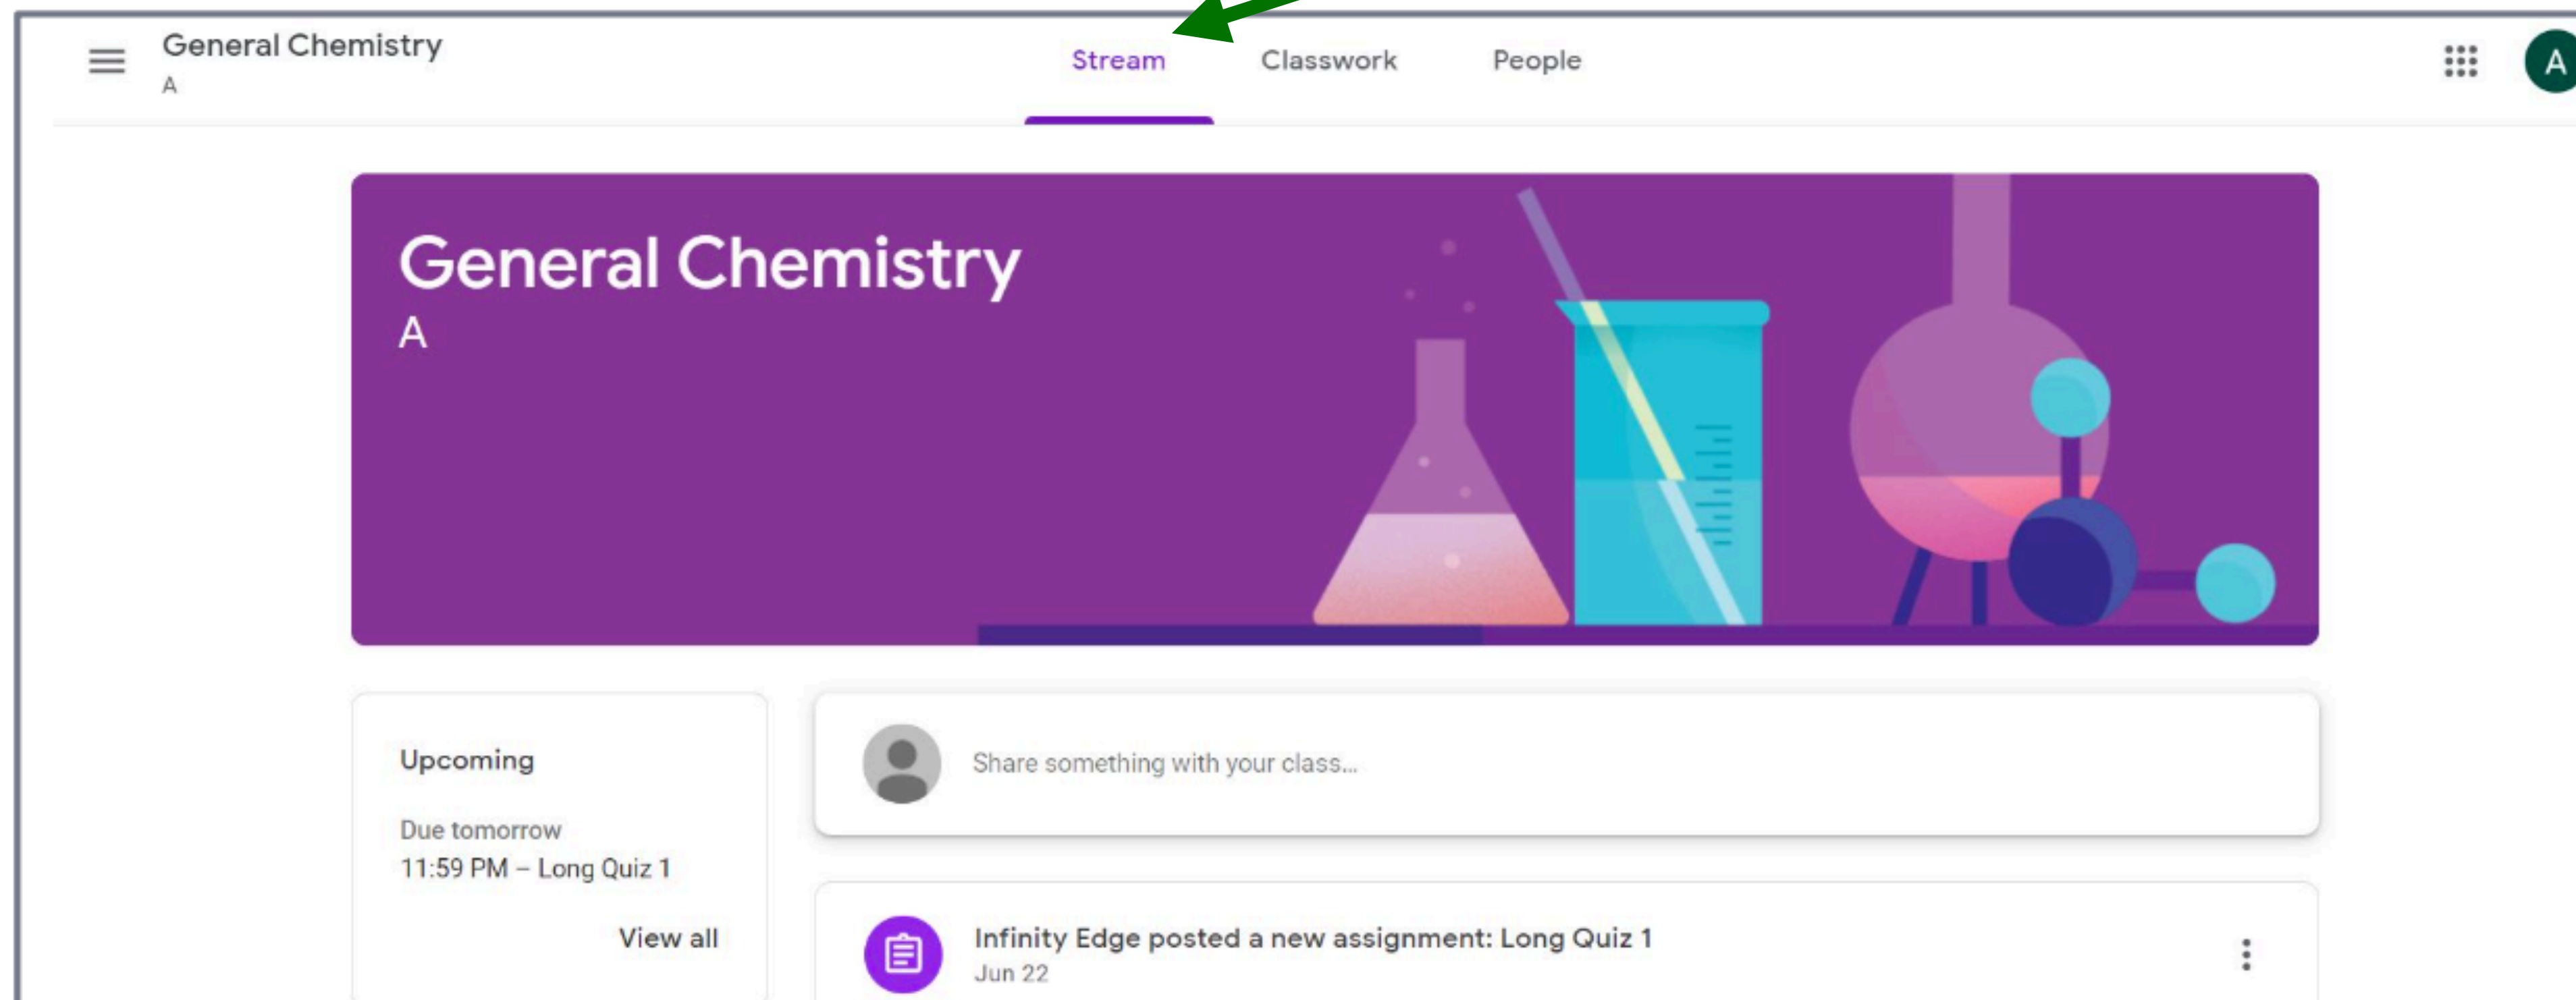 General Chemistry
A
Stream
Classwork
People
A
General Chemistry
A
Upcoming
Due tomorrow
11:59 PM – Long Quiz 1
View all
Share something with your class...
Infinity Edge posted a new assignment: Long Quiz 1
Jun 22